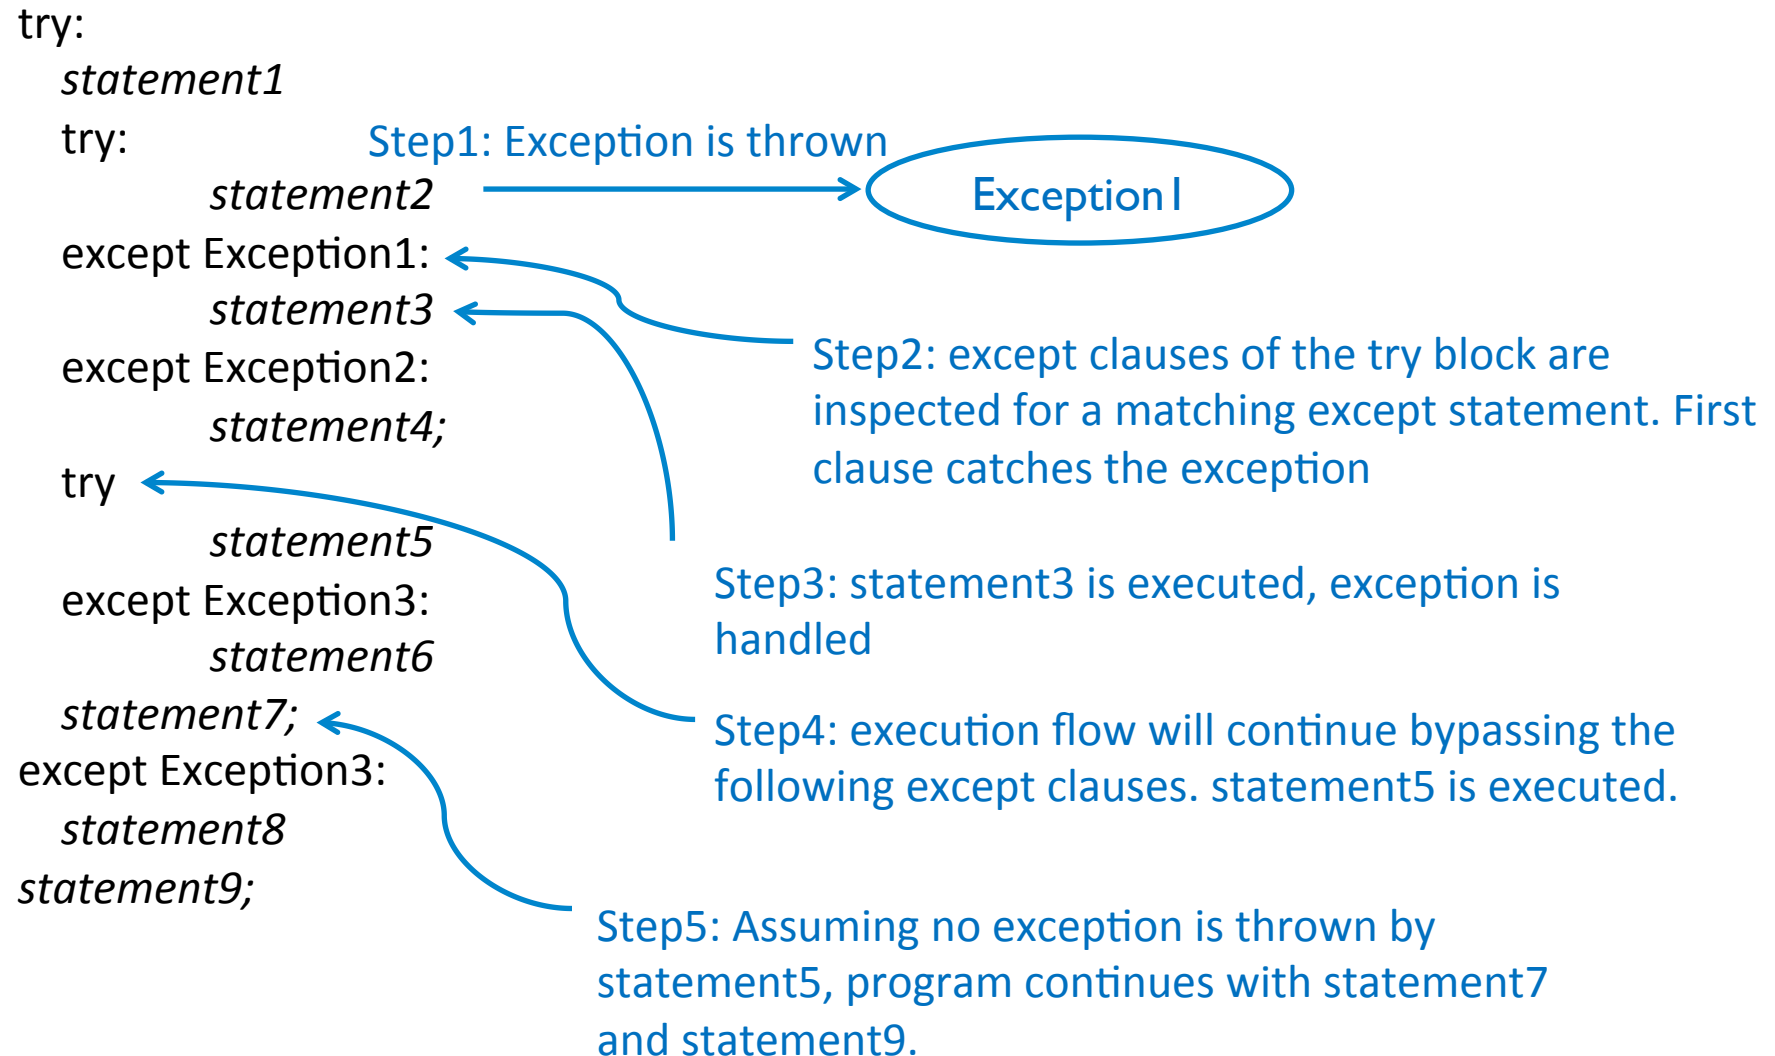 try:
statement1
try:
Step1: Exception is thrown
statement2
Exception1
except Exception1:
statement3
except Exception2:
statement4;
try
statement5
except Exception3:
statement6
statement7;
except Exception3:
statement8
statement9;
Step2: except clauses of the try block are
inspected for a matching except statement. First
clause catches the exception
Step3: statement3 is executed, exception is
handled
Step4: execution flow will continue bypassing the
following except clauses. statement5 is executed.
Step5: Assuming no exception is thrown by
statement5, program continues with statement7
and statement9.